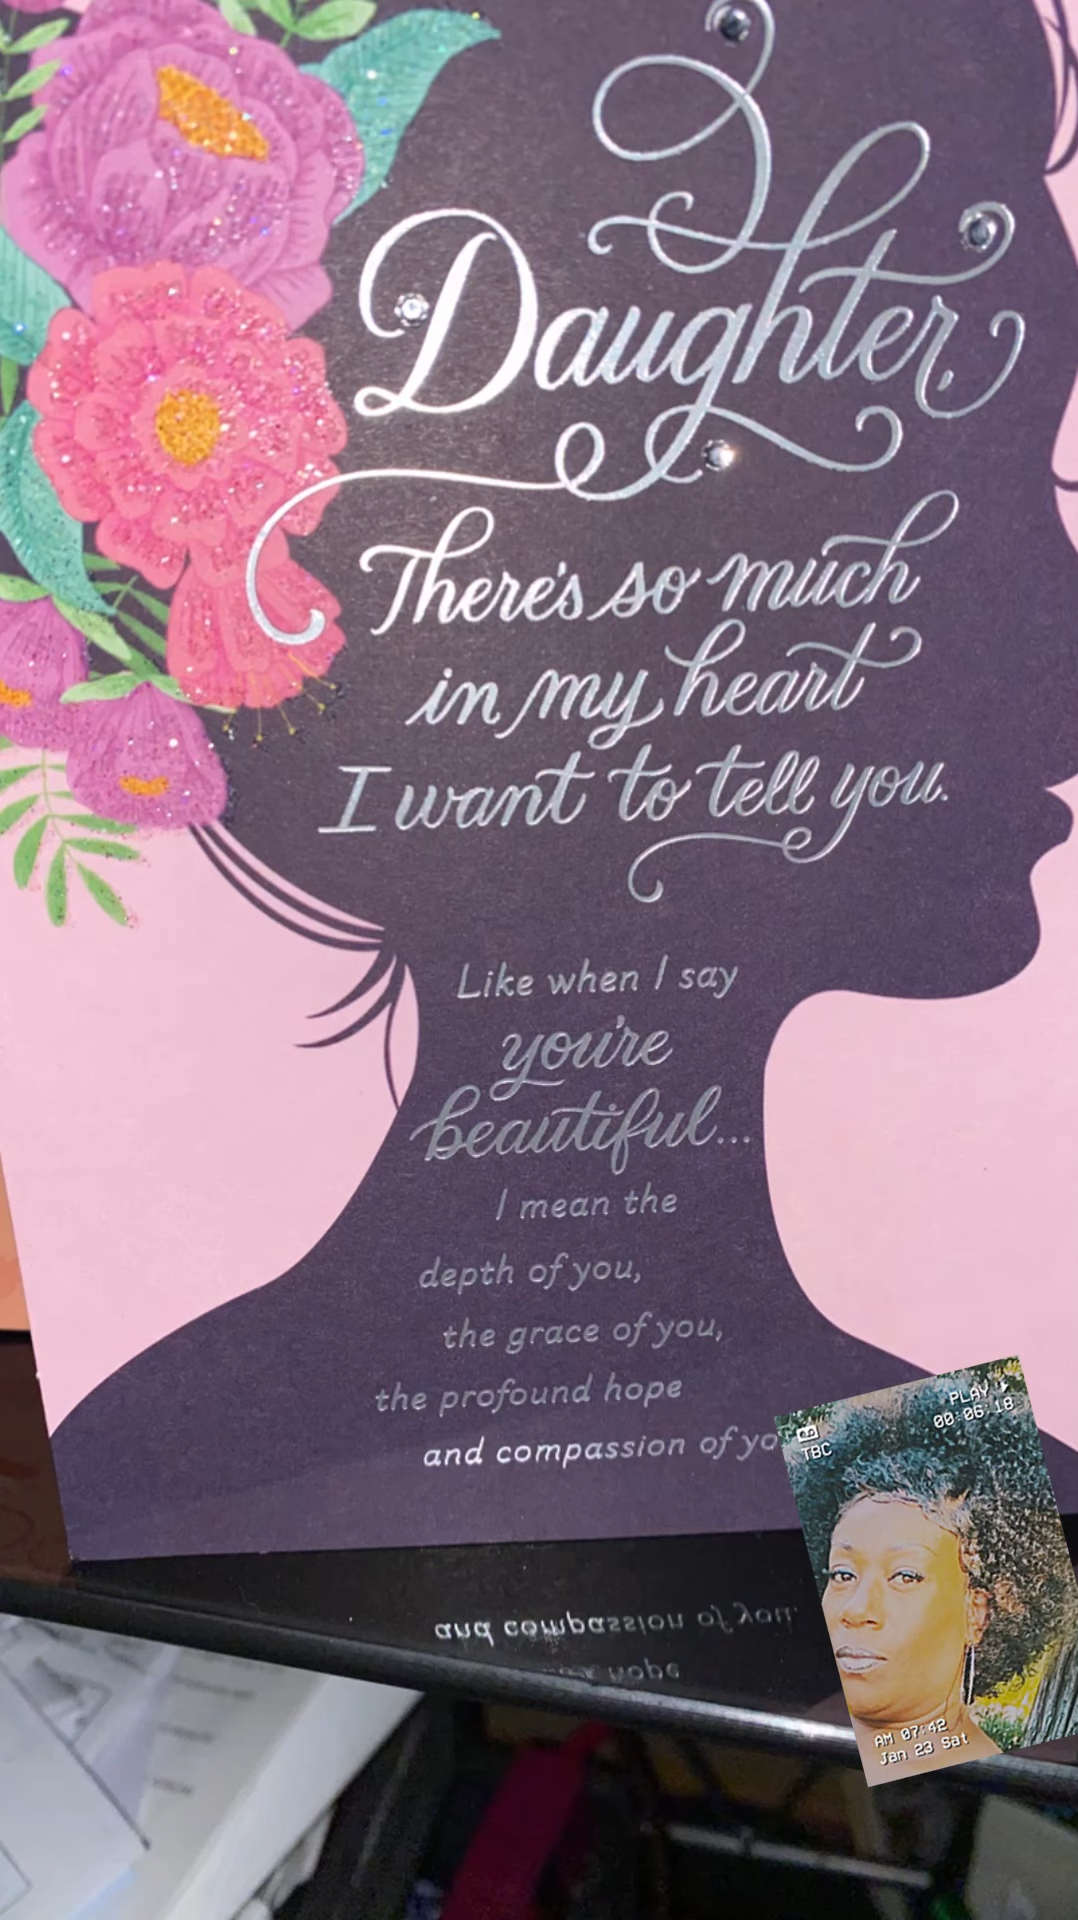 Daughter,
There's so much
in my heart
I want to tell you.
Like when I say
you're
beautiful...
I mean the
depth of you,
the grace of you,
the profound hope
and compassion of yo
PLAY
00:06:18
TBC
AM 07:42
Jan 23 Sat
and compassion of you.
hope